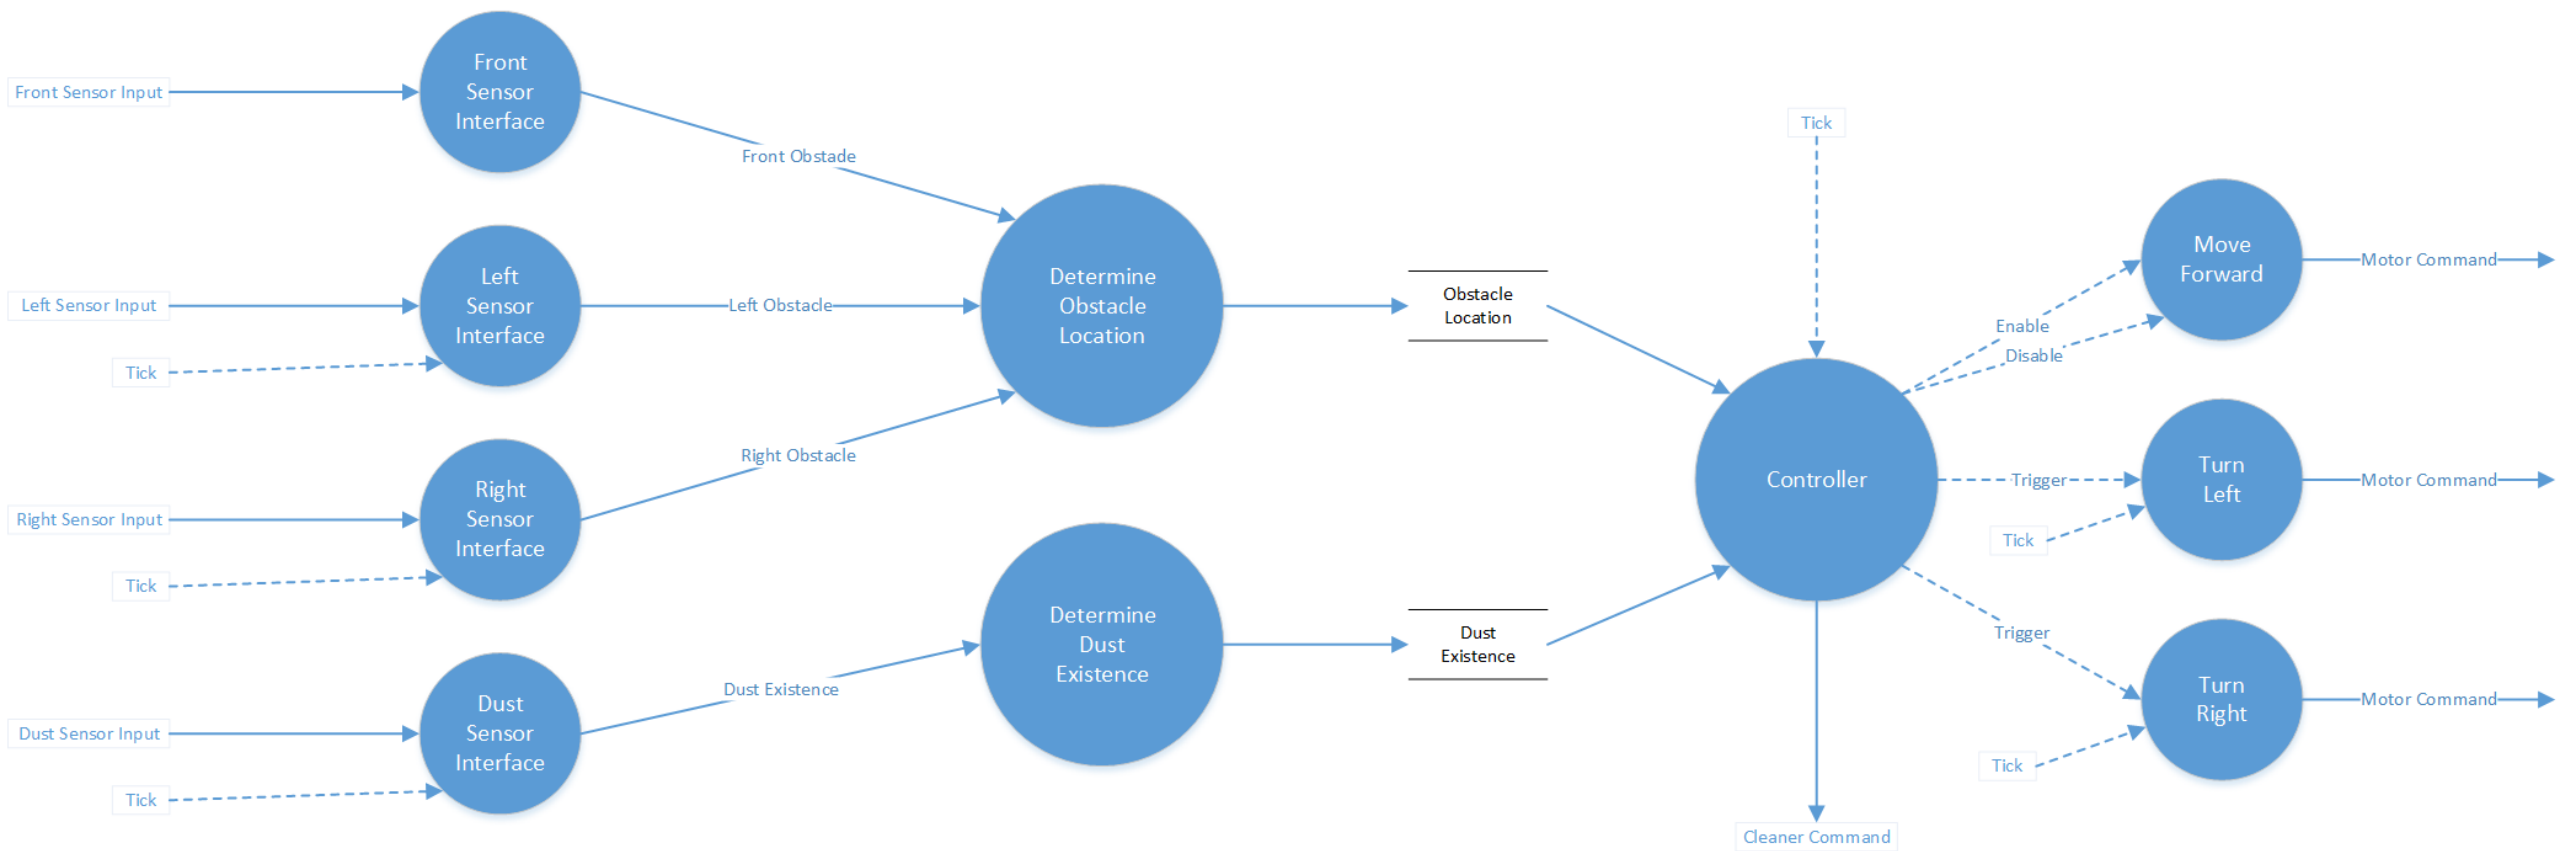 Front Sensor Input
Front
Sensor
Interface
Front Obstade
Left Sensor Input
Tick
Left
Sensor
Interface
Left Obstacle
Right Sensor Input
Tick
Right
Sensor
Interface
Right Obstacle
Dust Sensor Input
Tick
Dust
Sensor
Interface
Dust Existence
Determine
Obstacle
Location
Determine
Dust
Existence
Obstacle
Location
Dust
Existence
Tick
Controller
Cleaner Command
Enable
Disable
Trigger
Tick
Trigger
Tick
Move
Forward
Motor Command
Turn
Left
Motor Command
Turn
Right
Motor Command